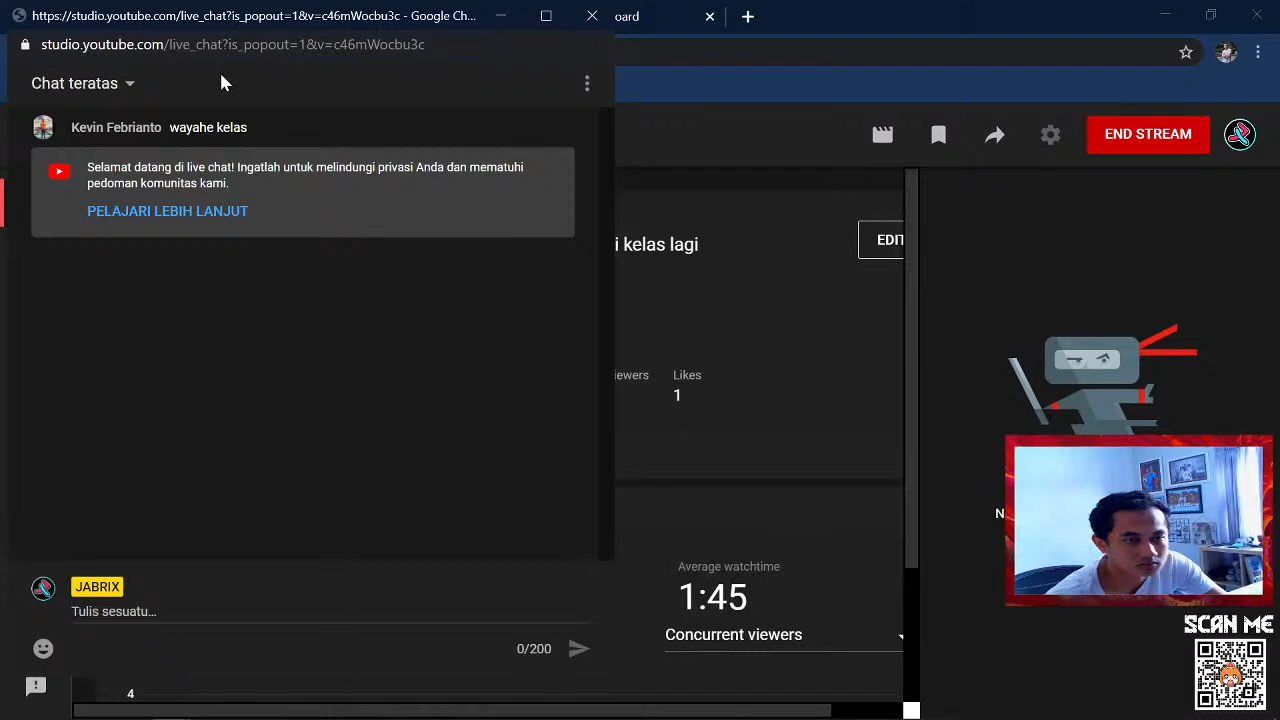 https://studio.youtube.com/live_chat?is_popout=1&v=c46mWocbu3c - Google Ch...
oard
studio.youtube.com/live_chat?is_popout=1&v=c46mWocbu3c
Chat teratas
Kevin Febrianto wayahe kelas
Selamat datang di live chat! Ingatlah untuk melindungi privasi Anda dan mematuhi
pedoman komunitas kami.
PELAJARI LEBIH LANJUT
END STREAM
i kelas lagi
EDIT
iewers
Likes
1
N
Average watchtime
1:45
Concurrent viewers
JABRIX
Tulis sesuatu...
0/200
4
SCAN ME